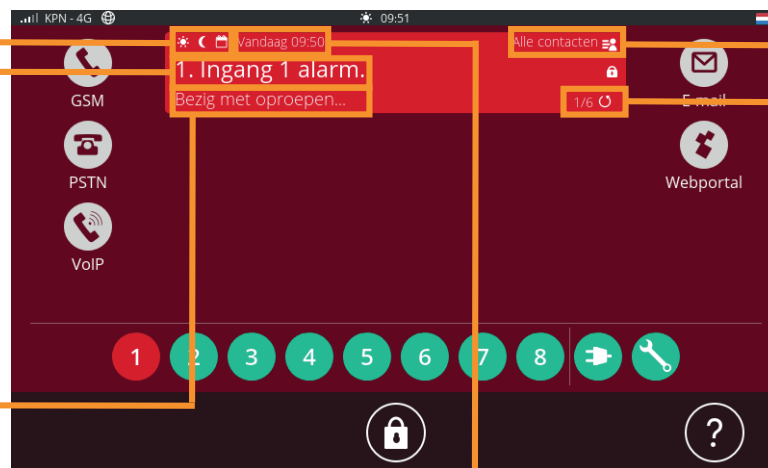 KPN - 4G
09:51
Vandaag 09:50
Alle contacten
1. Ingang 1 alarm.
Bezig met oproepen...
1/6
GSM
E-mail
PSTN
Webportal
VoIP
1 2 3 4 5 6 7 8
?